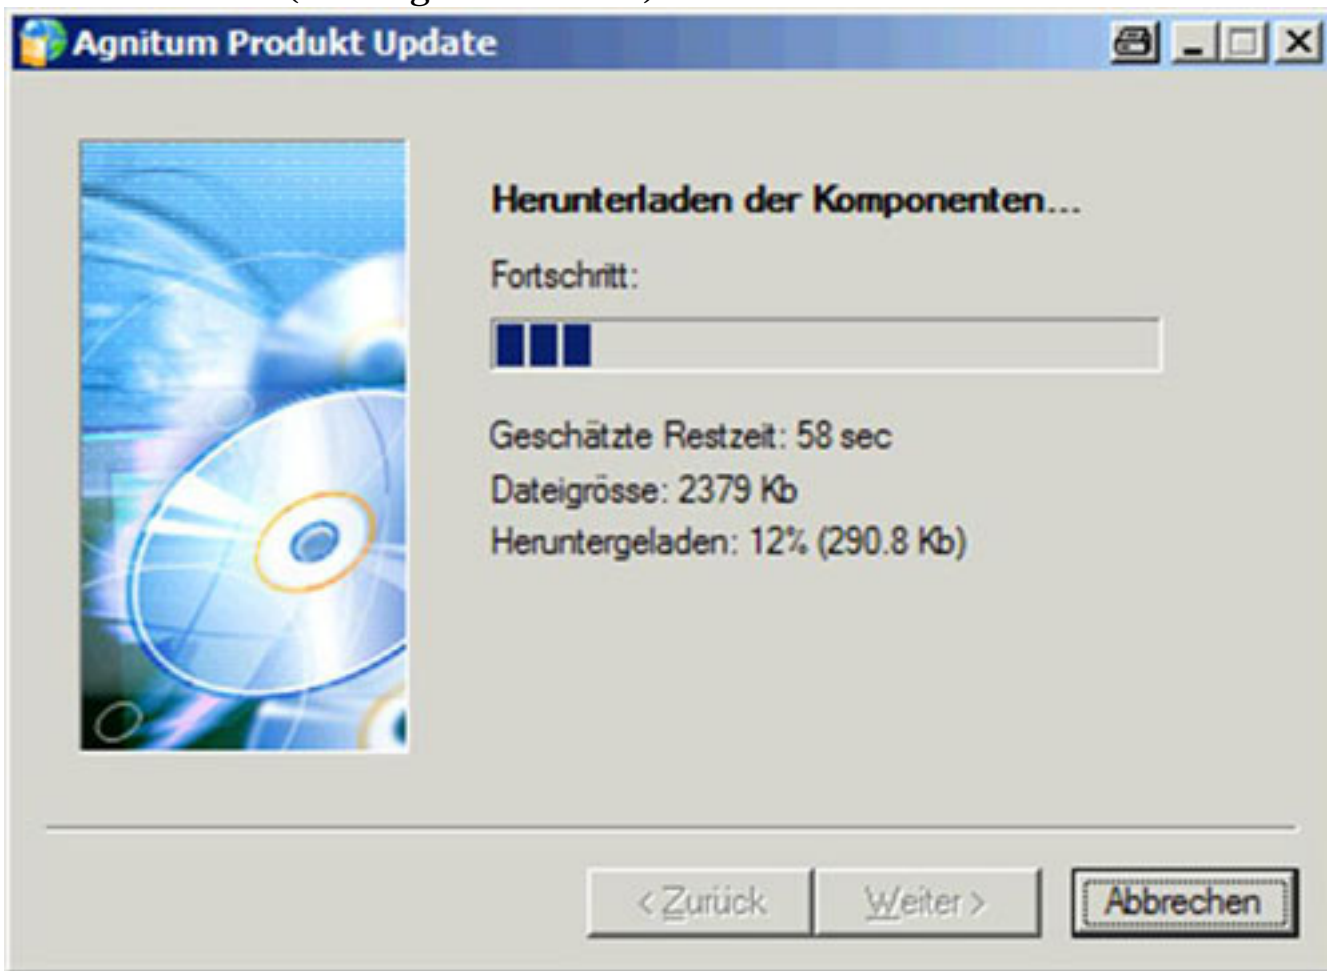 Agnitum Produkt Update
Herunterladen der Komponenten...
Fortschritt:
Geschätzte Restzeit: 58 sec
Dateigrösse: 2379 Kb
Heruntergeladen: 12% (290.8 Kb)
< Zurück Weiter > Abbrechen